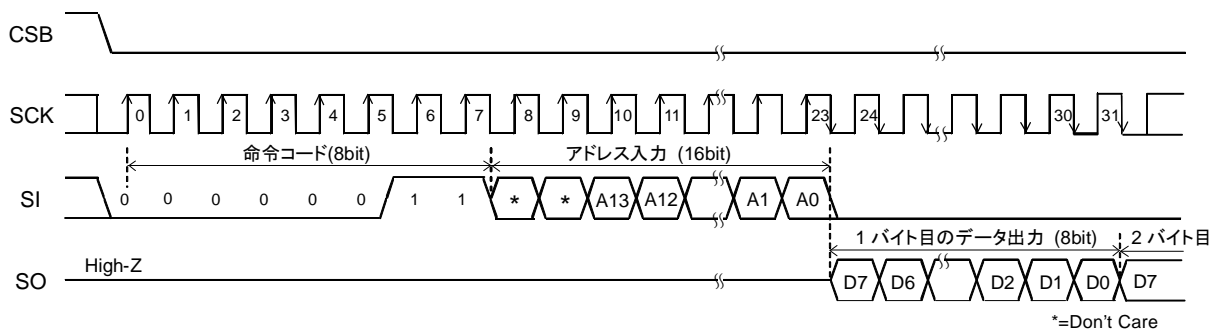 CSB
SCK
0 1 2 3 4 5 6 7 8 9 10 11 23 24 30 31
命令コード(8bit) アドレス入力 (16bit)
SI
0 0 0 0 0 0 1 1 * * A13 A12 A1 A0
1 バイト目のデータ出力 (8bit) 2 バイト目
High-Z
SO
D7 D6 D2 D1 D0 D7
*=Don't Care